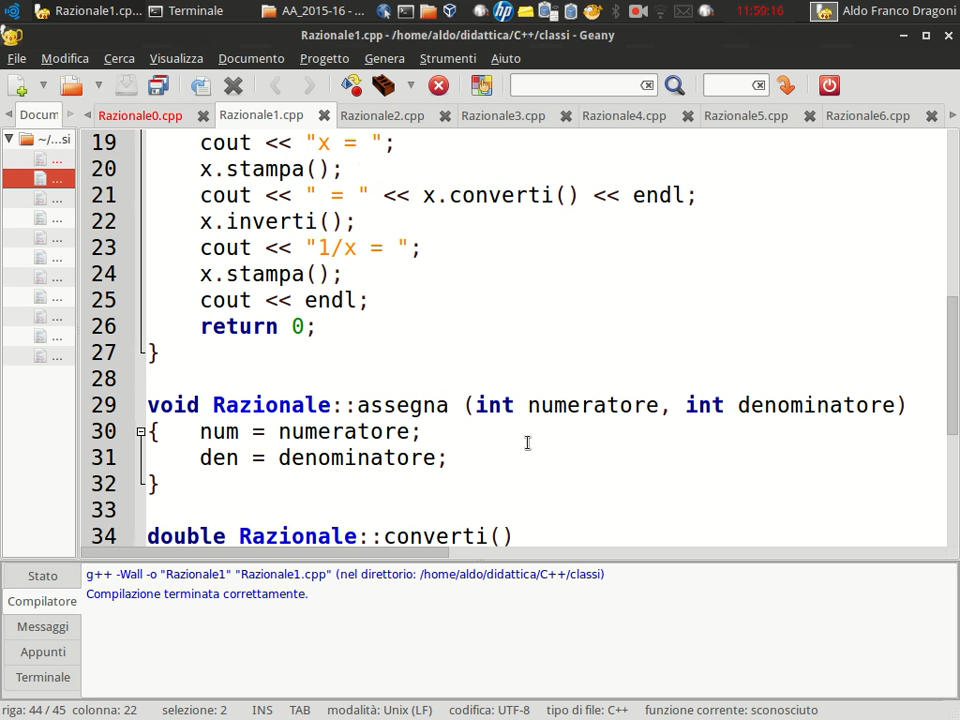 Razionale1.cp...
Terminale
AA_2015-16 - ...
11:59:16
Aldo Franco Dragoni
Razionale1.cpp - /home/aldo/didattica/C++/classi - Geany
File Modifica Cerca Visualizza Documento Progetto Genera Strumenti Aiuto
Docum
Razionale0.cpp
Razionale1.cpp
Razionale2.cpp
Razionale3.cpp
Razionale4.cpp
Razionale5.cpp
Razionale6.cpp
~/...si
...
...
...
...
...
...
...
...
...
...
...
19 cout << "x = ";
20 x.stampa();
21 cout << " = " << x.converti() << endl;
22 x.inverti();
23 cout << "1/x = ";
24 x.stampa();
25 cout << endl;
26 return 0;
27 }
28
29 void Razionale::assegna (int numeratore, int denominatore)
30 { num = numeratore;
31 den = denominatore;
32 }
33
34 double Razionale::converti()
Stato
Compilatore
Messaggi
Appunti
Terminale
g++ -Wall -o "Razionale1" "Razionale1.cpp" (nel direttorio: /home/aldo/didattica/C++/classi)
Compilazione terminata correttamente.
riga: 44 / 45 colonna: 22 selezione: 2 INS TAB modalità: Unix (LF) codifica: UTF-8 tipo di file: C++ funzione corrente: sconosciuto